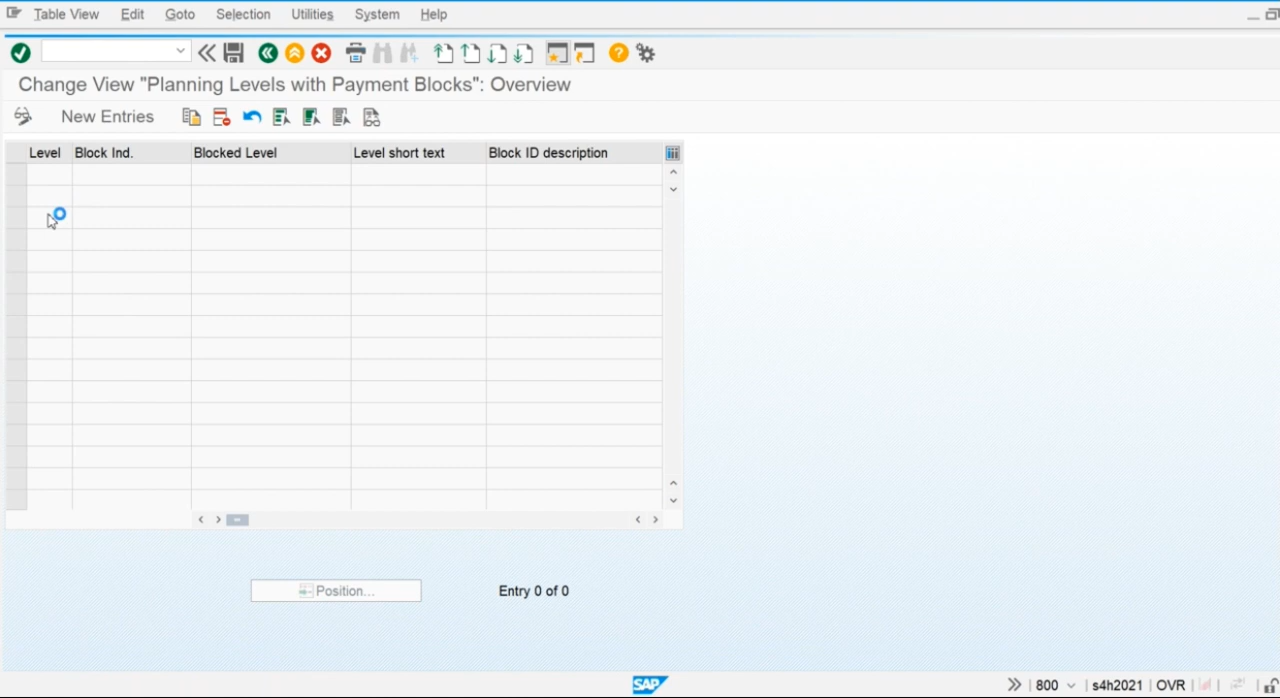 Table View Edit Goto Selection Utilities System Help
Change View "Planning Levels with Payment Blocks": Overview
New Entries
Level Block Ind. Blocked Level Level short text Block ID description
Position... Entry 0 of 0
SAP 800 s4h2021 OVR